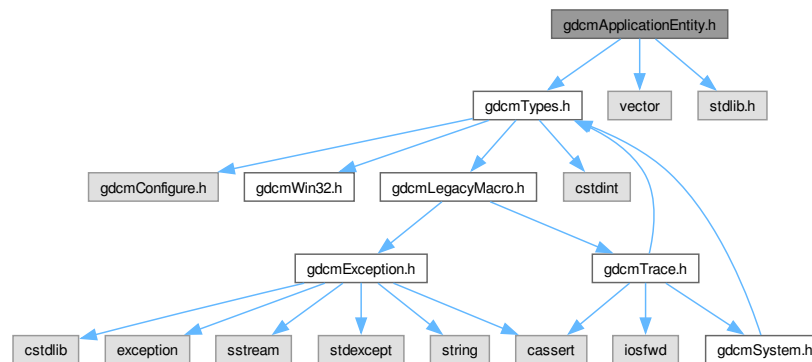 gdcmApplicationEntity.h
gdcmTypes.h
vector
stdlib.h
gdcmConfigure.h
gdcmWin32.h
gdcmLegacyMacro.h
cstdint
gdcmException.h
gdcmTrace.h
cstdlib
exception
sstream
stdexcept
string
cassert
iosfwd
gdcmSystem.h